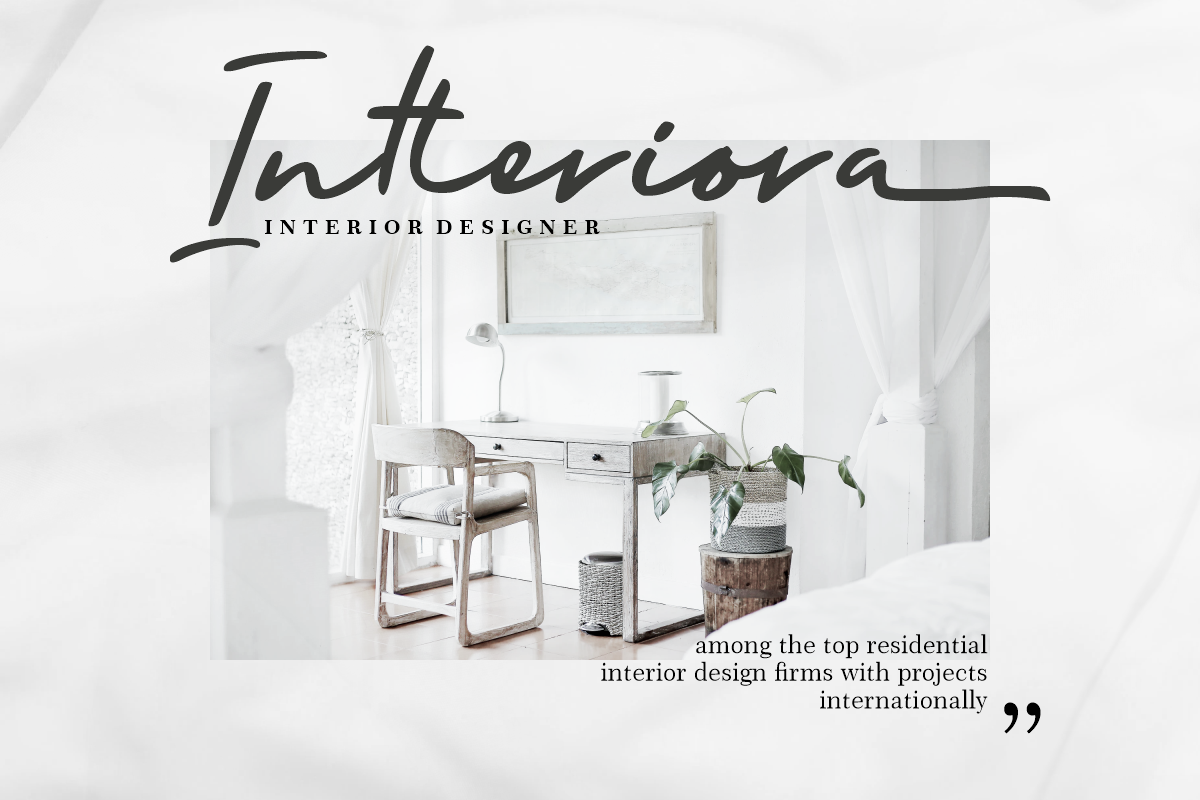 Intteriora
INTERIOR DESIGNER
among the top residential
interior design firms with projects
internationally
”